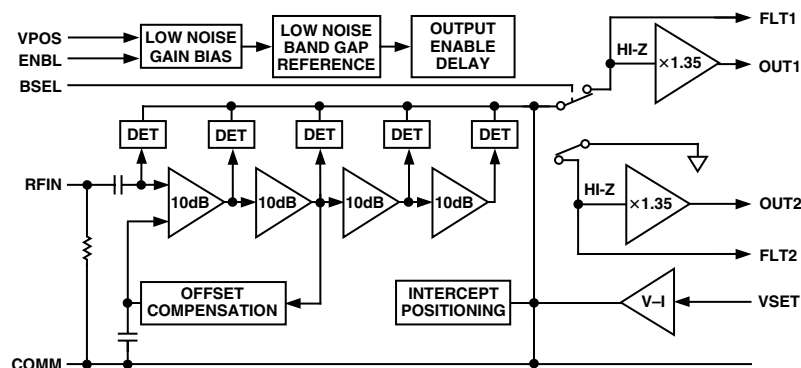 VPOS
ENBL
LOW NOISE
GAIN BIAS
LOW NOISE
BAND GAP
REFERENCE
OUTPUT
ENABLE
DELAY
BSEL
FLT1
HI-Z
×1.35
OUT1
DET
DET
DET
DET
DET
RFIN
10dB
10dB
10dB
10dB
HI-Z
×1.35
OUT2
FLT2
OFFSET
COMPENSATION
INTERCEPT
POSITIONING
V–I
VSET
COMM